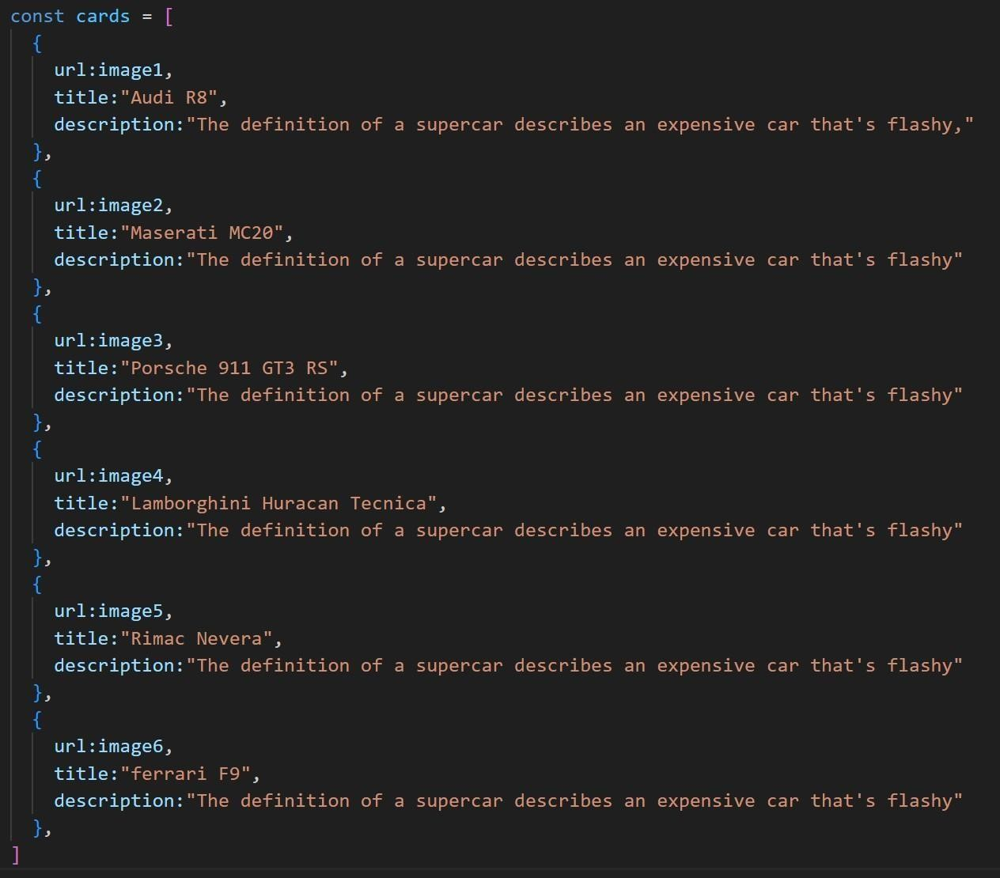 const cards = [
  {
    url:image1,
    title:"Audi R8",
    description:"The definition of a supercar describes an expensive car that's flashy,"
  },
  {
    url:image2,
    title:"Maserati MC20",
    description:"The definition of a supercar describes an expensive car that's flashy"
  },
  {
    url:image3,
    title:"Porsche 911 GT3 RS",
    description:"The definition of a supercar describes an expensive car that's flashy"
  },
  {
    url:image4,
    title:"Lamborghini Huracan Tecnica",
    description:"The definition of a supercar describes an expensive car that's flashy"
  },
  {
    url:image5,
    title:"Rimac Nevera",
    description:"The definition of a supercar describes an expensive car that's flashy"
  },
  {
    url:image6,
    title:"ferrari F9",
    description:"The definition of a supercar describes an expensive car that's flashy"
  },
]